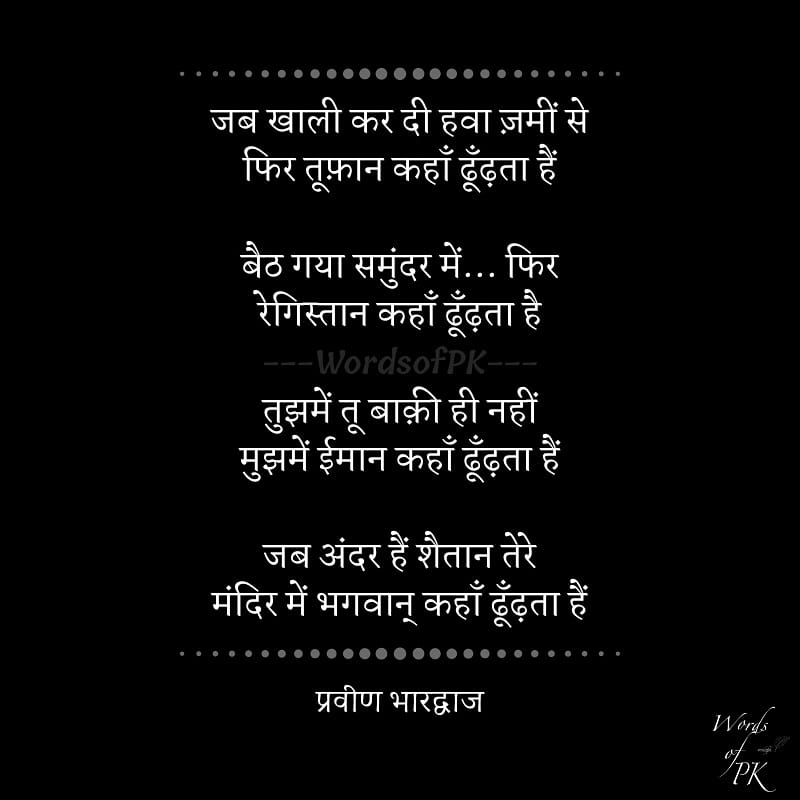 जब खाली कर दी हवा ज़मीं से
फिर तूफ़ान कहाँ ढूँढ़ता हैं
बैठ गया समुंदर में... फिर
रेगिस्तान कहाँ ढूँढ़ता है
---WordsofPK---
तुझमें तू बाक़ी ही नहीं
मुझमें ईमान कहाँ ढूँढ़ता हैं
जब अंदर हैं शैतान तेरे
मंदिर में भगवान् कहाँ ढूँढ़ता हैं
प्रवीण भारद्वाज
Words
of
PK